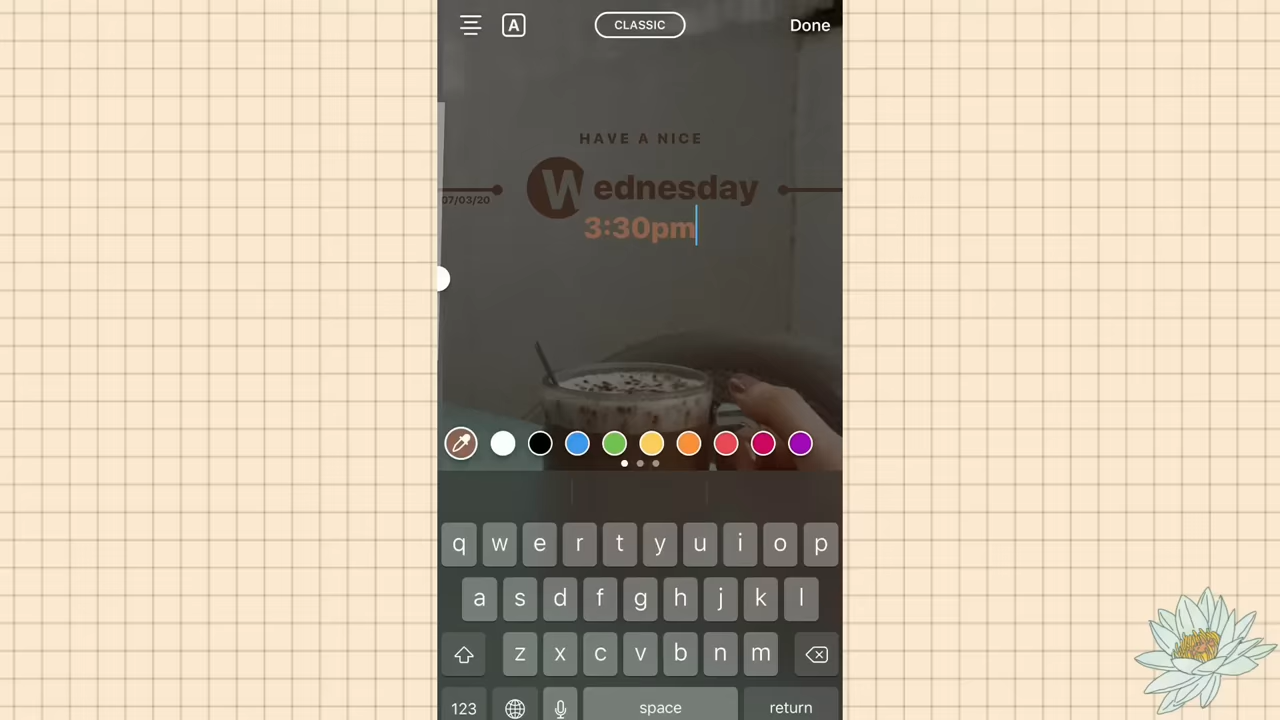 A CLASSIC Done
HAVE A NICE
Wednesday
07/03/20
3:30pm
q w e r t y u i o p
a s d f g h j k l
z x c v b n m
123 space return